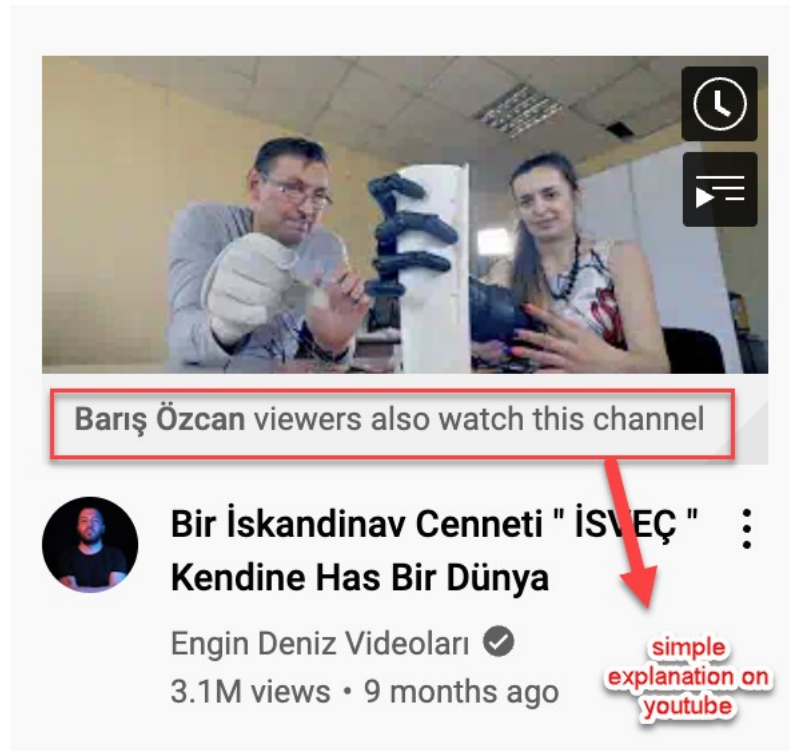 Barış Özcan viewers also watch this channel
Bir İskandinav Cenneti " İSVEÇ "
Kendine Has Bir Dünya
Engin Deniz Videoları
3.1M views • 9 months ago
simple
explanation on
youtube